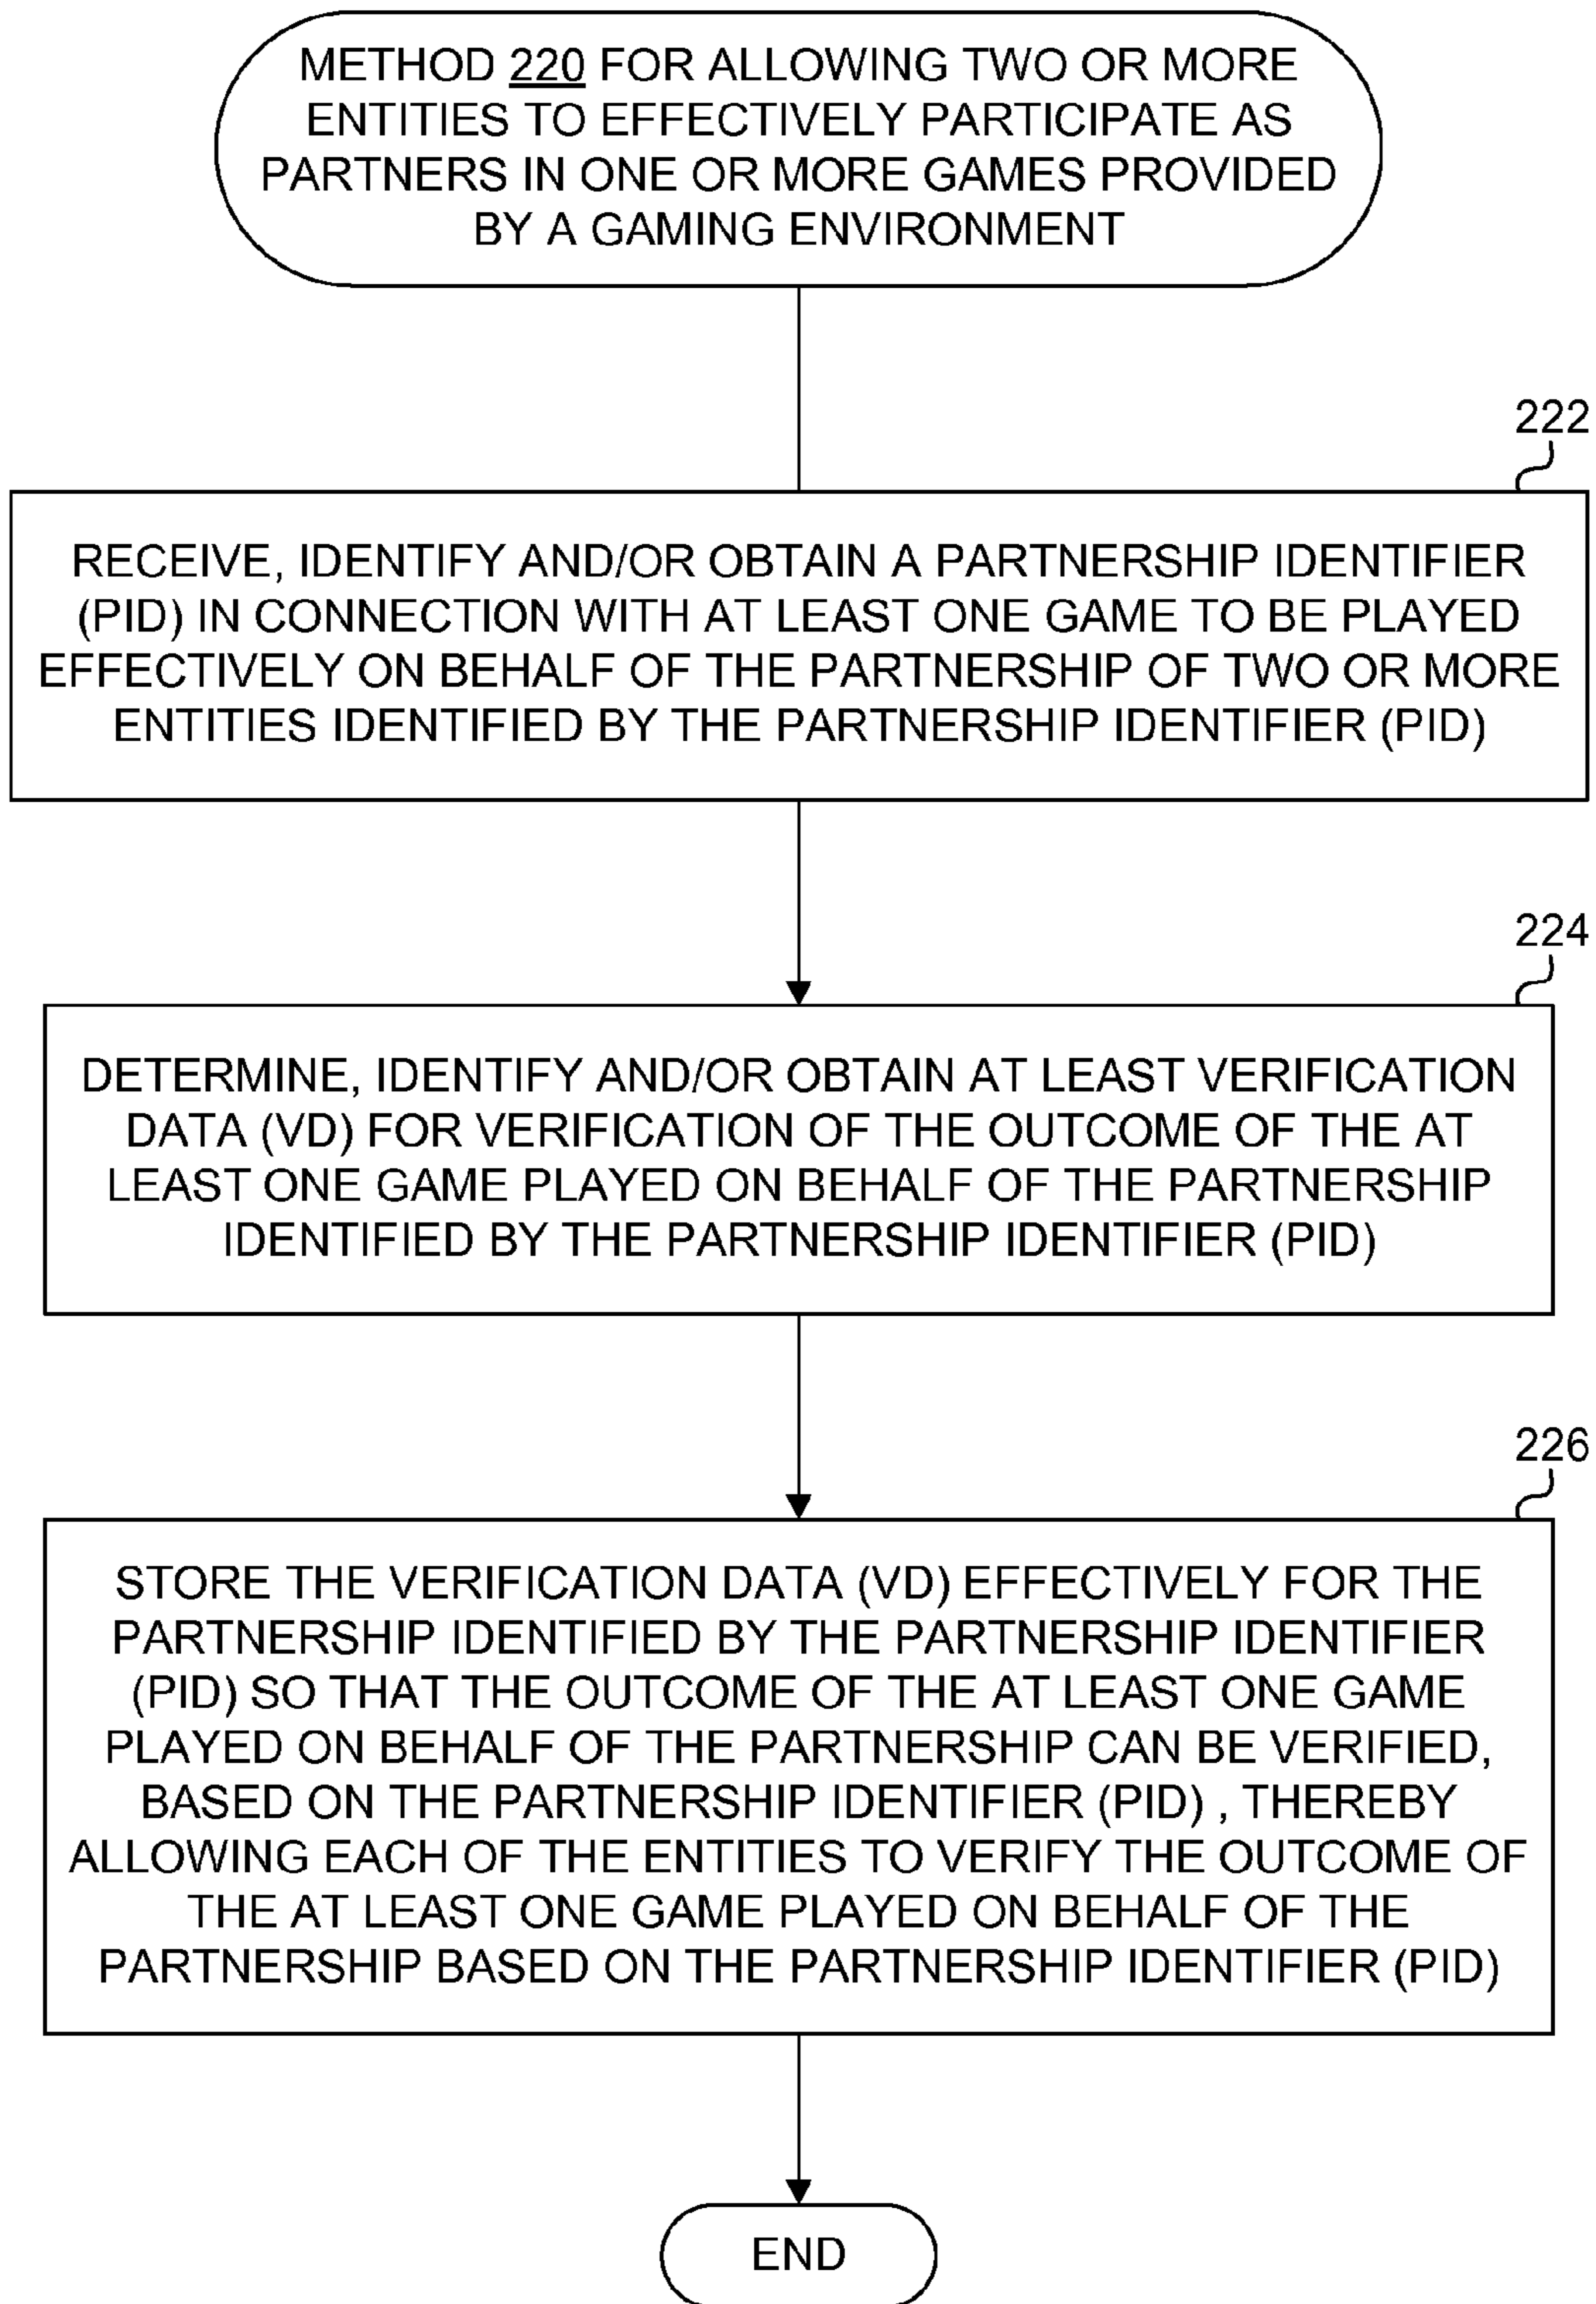 METHOD 220 FOR ALLOWING TWO OR MORE
ENTITIES TO EFFECTIVELY PARTICIPATE AS
PARTNERS IN ONE OR MORE GAMES PROVIDED
BY A GAMING ENVIRONMENT
222
RECEIVE, IDENTIFY AND/OR OBTAIN A PARTNERSHIP IDENTIFIER
(PID) IN CONNECTION WITH AT LEAST ONE GAME TO BE PLAYED
EFFECTIVELY ON BEHALF OF THE PARTNERSHIP OF TWO OR MORE
ENTITIES IDENTIFIED BY THE PARTNERSHIP IDENTIFIER (PID)
224
DETERMINE, IDENTIFY AND/OR OBTAIN AT LEAST VERIFICATION
DATA (VD) FOR VERIFICATION OF THE OUTCOME OF THE AT
LEAST ONE GAME PLAYED ON BEHALF OF THE PARTNERSHIP
IDENTIFIED BY THE PARTNERSHIP IDENTIFIER (PID)
226
STORE THE VERIFICATION DATA (VD) EFFECTIVELY FOR THE
PARTNERSHIP IDENTIFIED BY THE PARTNERSHIP IDENTIFIER
(PID) SO THAT THE OUTCOME OF THE AT LEAST ONE GAME
PLAYED ON BEHALF OF THE PARTNERSHIP CAN BE VERIFIED,
BASED ON THE PARTNERSHIP IDENTIFIER (PID) , THEREBY
ALLOWING EACH OF THE ENTITIES TO VERIFY THE OUTCOME OF
THE AT LEAST ONE GAME PLAYED ON BEHALF OF THE
PARTNERSHIP BASED ON THE PARTNERSHIP IDENTIFIER (PID)
END